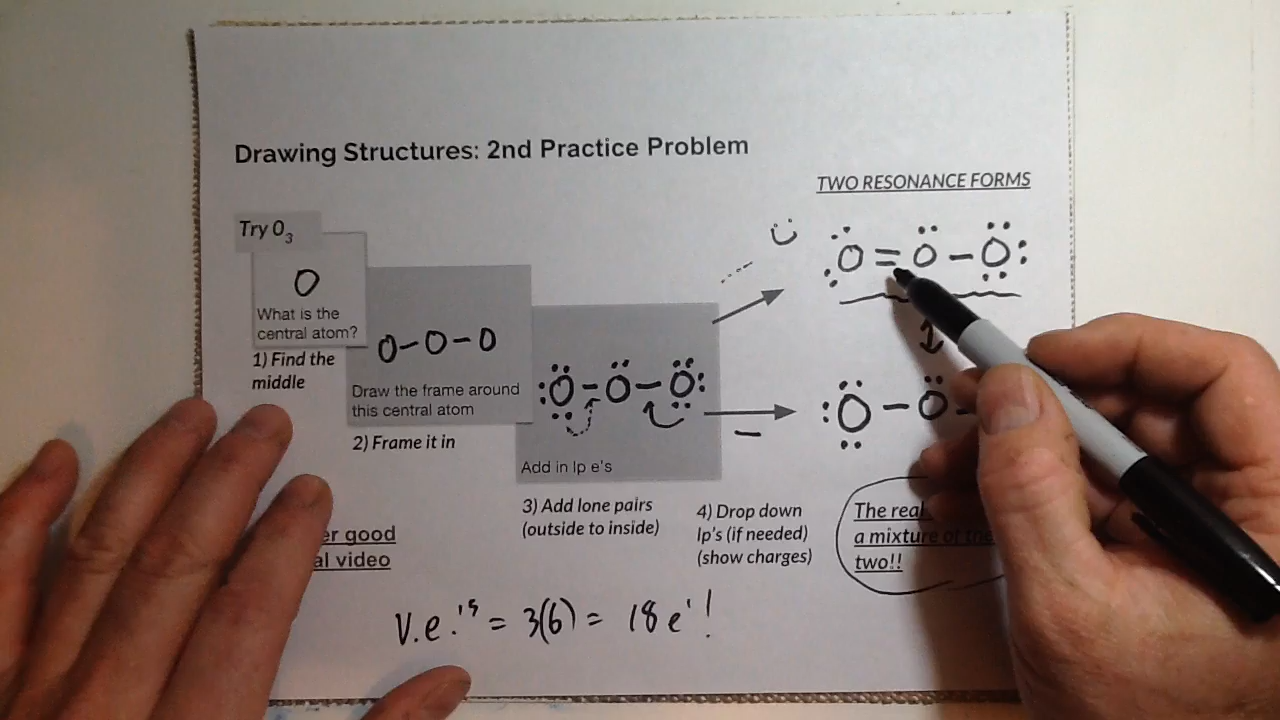 Drawing Structures: 2nd Practice Problem
TWO RESONANCE FORMS
Try O₃
O
What is the
central atom?
1) Find the
middle
O-O-O
Draw the frame around
this central atom
2) Frame it in
:O-O-O:
Add in lp e's
3) Add lone pairs
(outside to inside)
O=O-O:
:O-O-
4) Drop down
lp's (if needed)
(show charges)
The real
a mixture of the
two!!
good
video
V.e.'s = 3(6) = 18 e'!